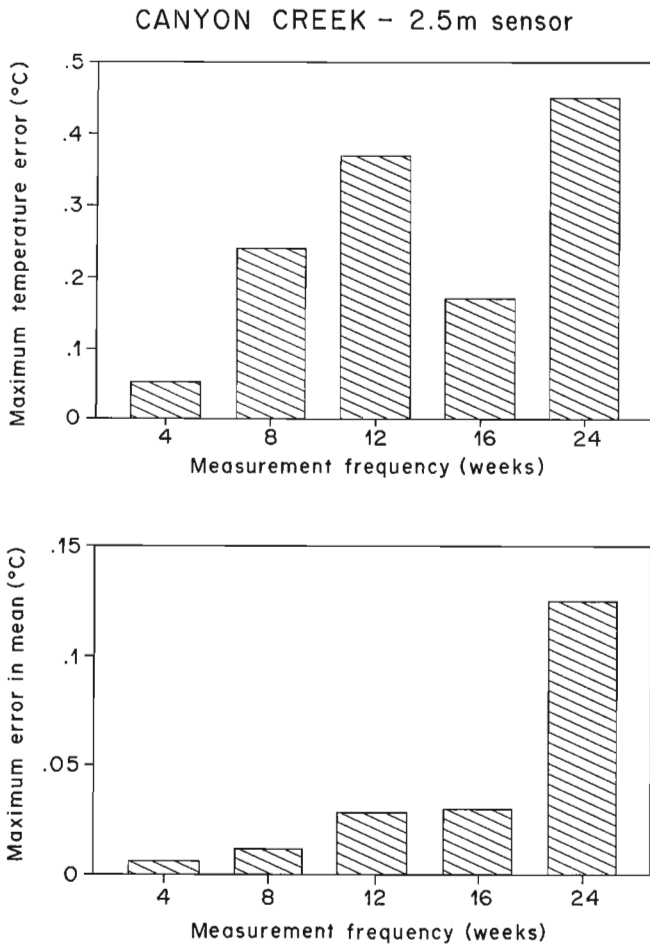 CANYON CREEK - 2.5m sensor
Maximum temperature error (°C)
.5
.4
.3
.2
.1
0
4 8 12 16 24
Measurement frequency (weeks)
Maximum error in mean (°C)
.15
.1
.05
0
4 8 12 16 24
Measurement frequency (weeks)